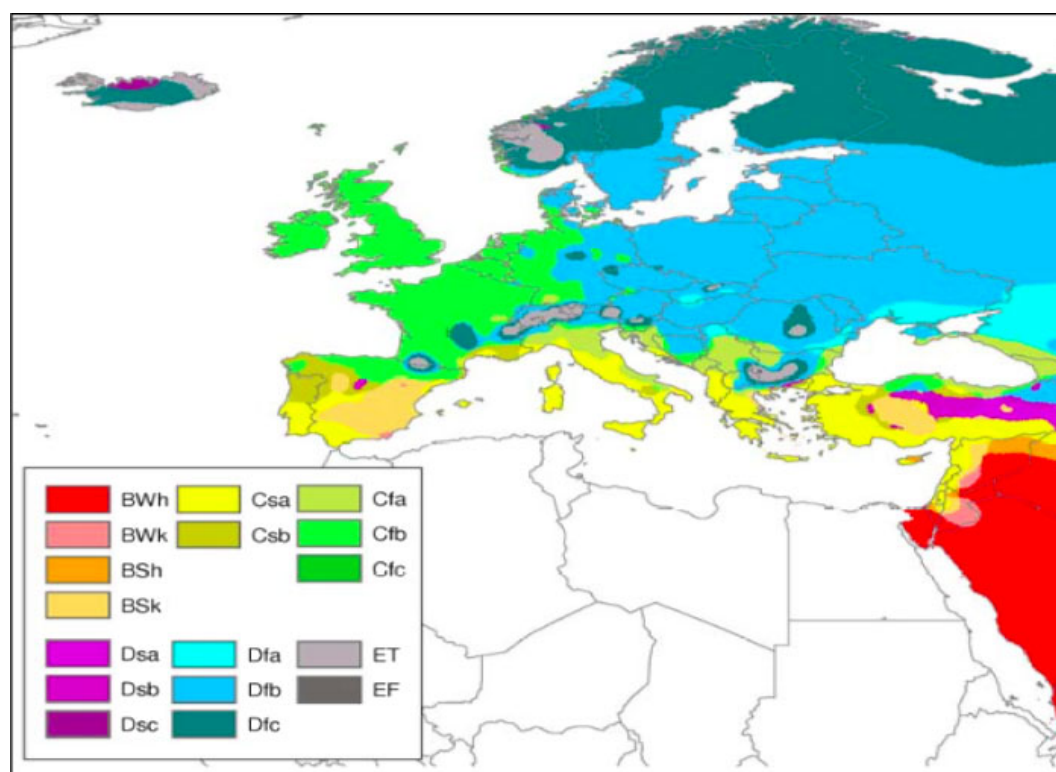 BWh Csa Cfa
BWk Csb Cfb
BSh Cfc
BSk
Dsa Dfa ET
Dsb Dfb EF
Dsc Dfc